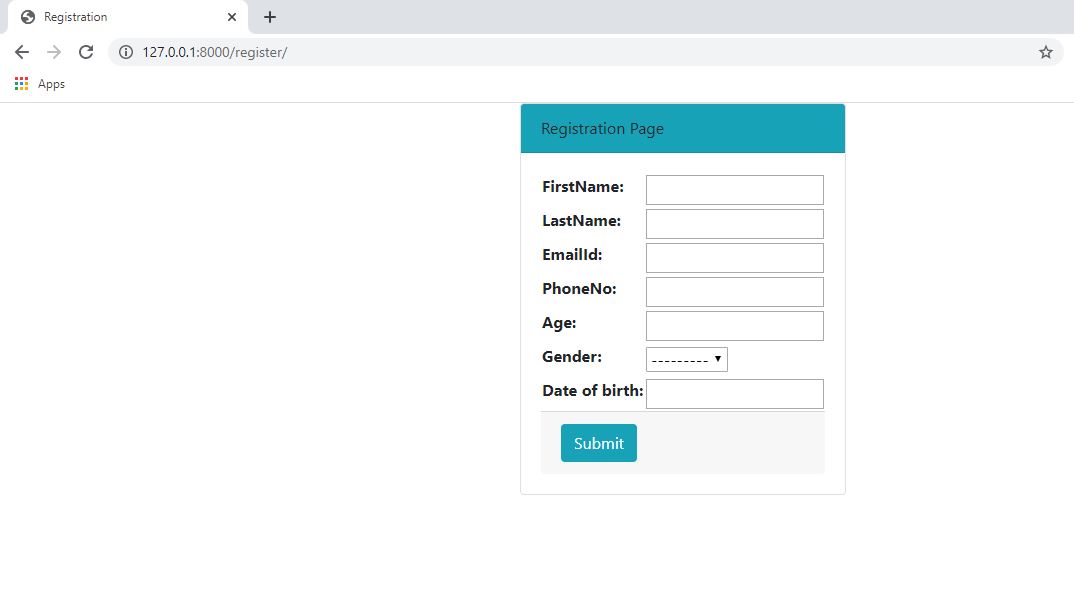 Registration
127.0.0.1:8000/register/
Apps
Registration Page
FirstName:
LastName:
EmailId:
PhoneNo:
Age:
Gender: ---------
Date of birth:
Submit